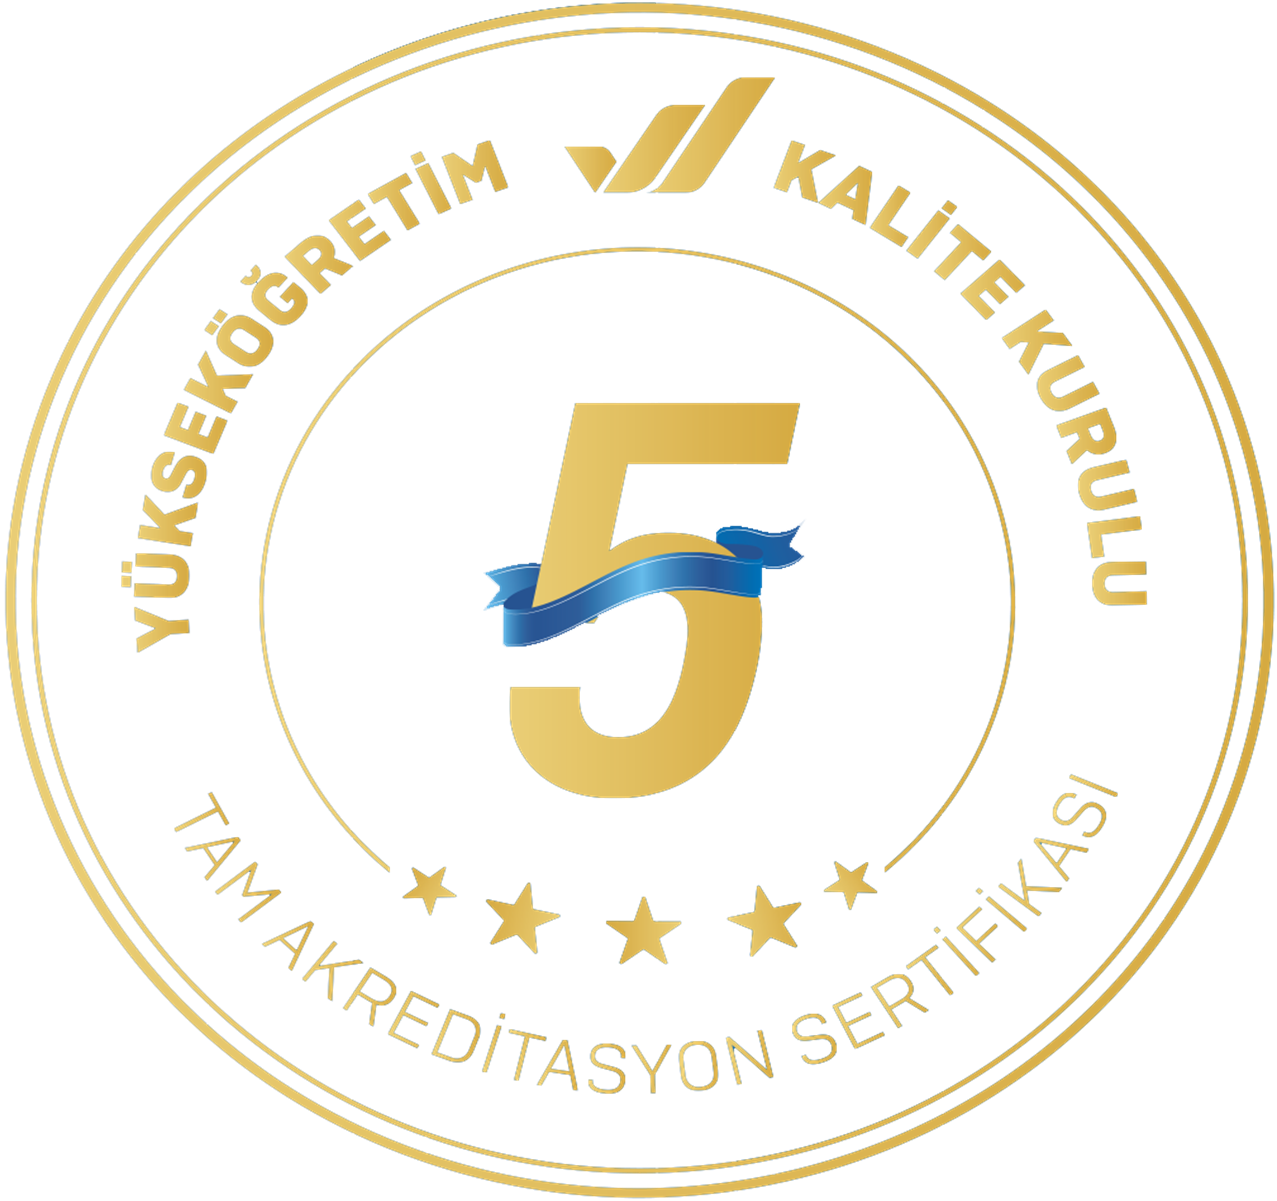 YÜKSEKÖĞRETİM KALİTE KURULU
5
TAM AKREDİTASYON SERTİFİKASI